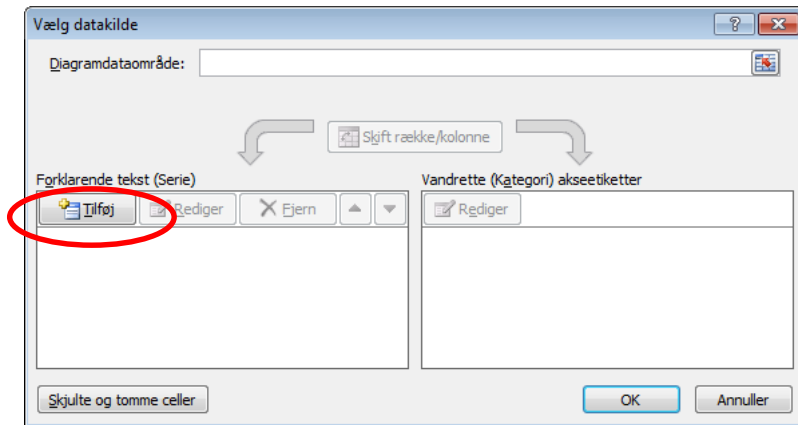 Vælg datakilde
Diagramdataområde:
Skift række/kolonne
Forklarende tekst (Serie)
Vandrette (Kategori) akseetiketter
Tilføj Rediger Fjern
Rediger
Skjulte og tomme celler
OK Annuller